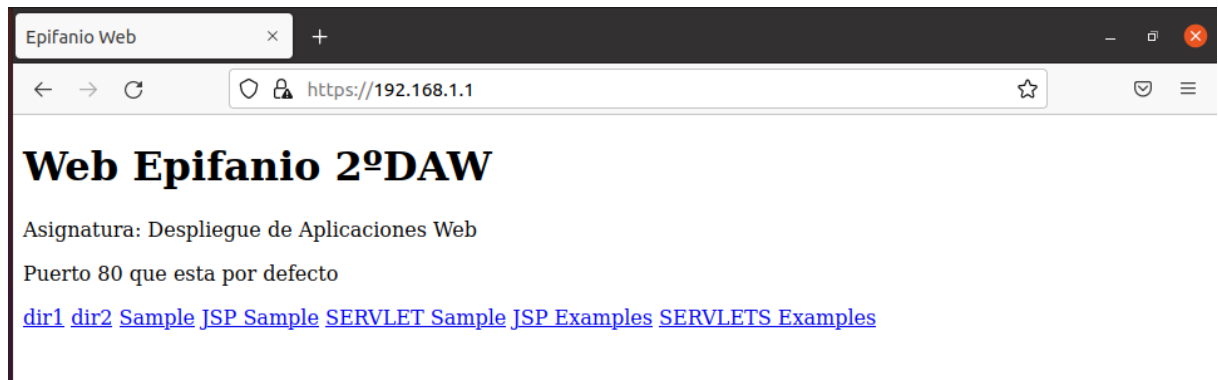 Epifanio Web
https://192.168.1.1
Web Epifanio 2ºDAW
Asignatura: Despliegue de Aplicaciones Web
Puerto 80 que esta por defecto
dir1 dir2 Sample JSP Sample SERVLET Sample JSP Examples SERVLETS Examples